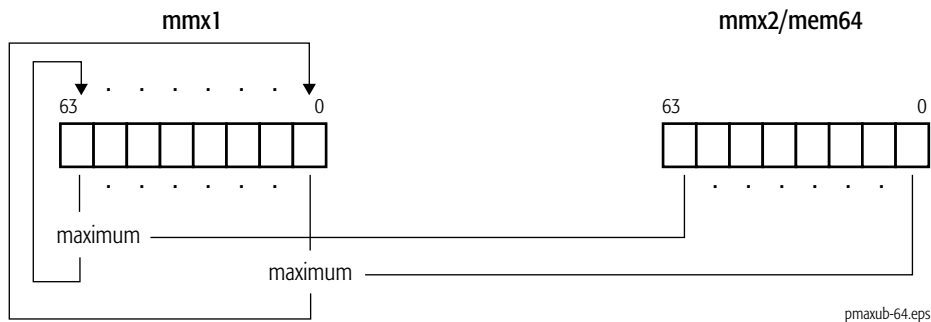 mmx1 mmx2/mem64
. . . . . .
63 0 63 0
. . . . . . . . . . . .
maximum
maximum
pmaxub-64.eps